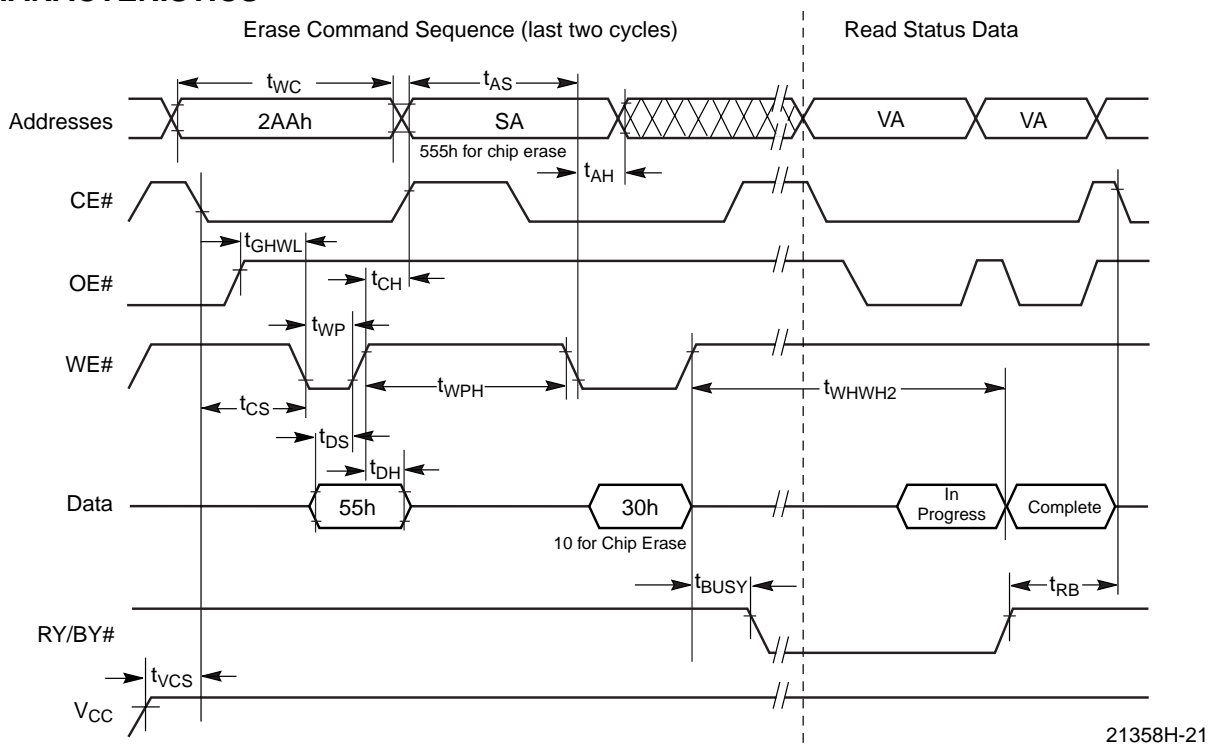 Erase Command Sequence (last two cycles)
Read Status Data
tWC
tAS
Addresses
2AAh
SA
VA
VA
555h for chip erase
tAH
CE#
tGHWL
OE#
tCH
tWP
WE#
tWPH
tWHWH2
tCS
tDS
tDH
Data
55h
30h
In
Progress
Complete
10 for Chip Erase
tBUSY
tRB
RY/BY#
tVCS
VCC
21358H-21